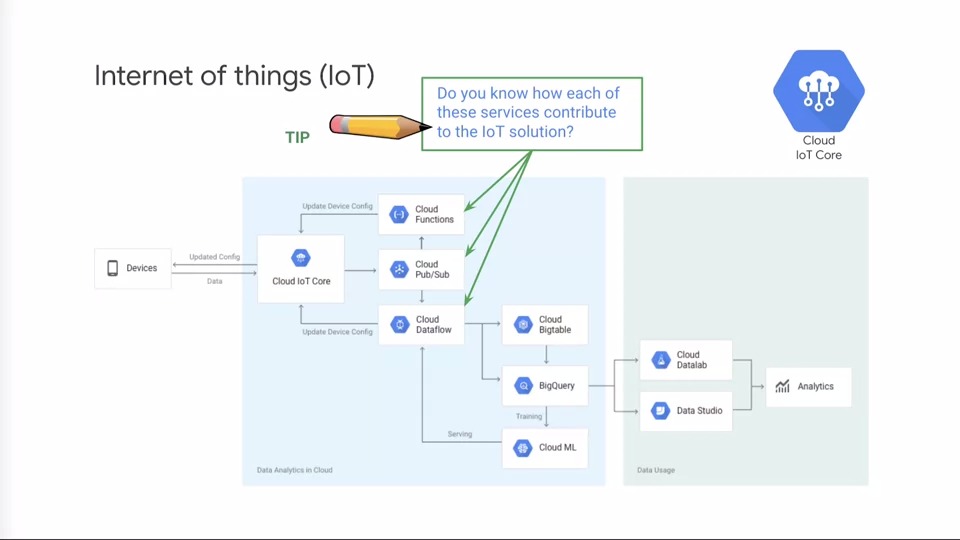 Internet of things (IoT)
TIP
Do you know how each of
these services contribute
to the IoT solution?
Cloud
IoT Core
Devices
Updated Config
Data
Cloud IoT Core
Update Device Config
Cloud
Functions
Cloud
Pub/Sub
Cloud
Dataflow
Update Device Config
Cloud
Bigtable
BigQuery
Training
Cloud ML
Serving
Data Analytics in Cloud
Cloud
Datalab
Data Studio
Analytics
Data Usage